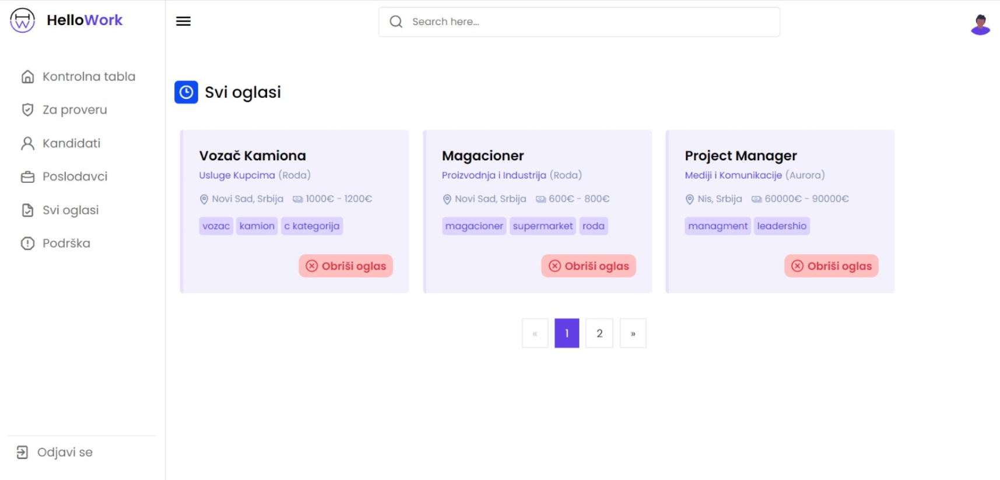 HelloWork
Search here...
Kontrolna tabla
Za proveru
Kandidati
Poslodavci
Svi oglasi
Podrška
Odjavi se
Svi oglasi
Vozač Kamiona
Usluge Kupcima (Roda)
Novi Sad, Srbija 1000€ - 1200€
vozac kamion c kategorija
Obriši oglas
Magacioner
Proizvodnja i Industrija (Roda)
Novi Sad, Srbija 600€ - 800€
magacioner supermarket roda
Obriši oglas
Project Manager
Mediji i Komunikacije (Aurora)
Nis, Srbija 60000€ - 90000€
managment leadershio
Obriši oglas
« 1 2 »